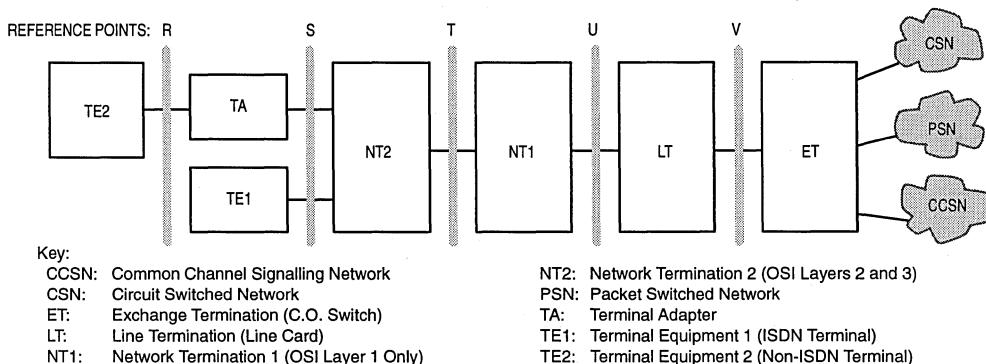 REFERENCE POINTS: R S T U V
CSN
TE2
TA
NT2
NT1
LT
ET
PSN
TE1
CCSN
Key:
CCSN: Common Channel Signalling Network
CSN: Circuit Switched Network
ET: Exchange Termination (C.O. Switch)
LT: Line Termination (Line Card)
NT1: Network Termination 1 (OSI Layer 1 Only)
NT2: Network Termination 2 (OSI Layers 2 and 3)
PSN: Packet Switched Network
TA: Terminal Adapter
TE1: Terminal Equipment 1 (ISDN Terminal)
TE2: Terminal Equipment 2 (Non-ISDN Terminal)